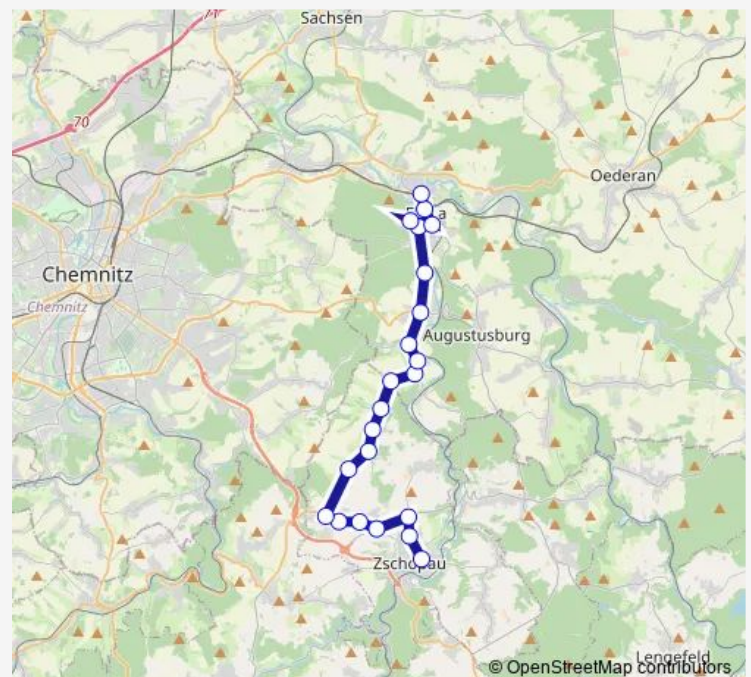 Sachsen
70
Oederan
Chemnitz
Chemnitz
Augustusburg
Zschopau
Lengefeld
© OpenStreetMap contributors